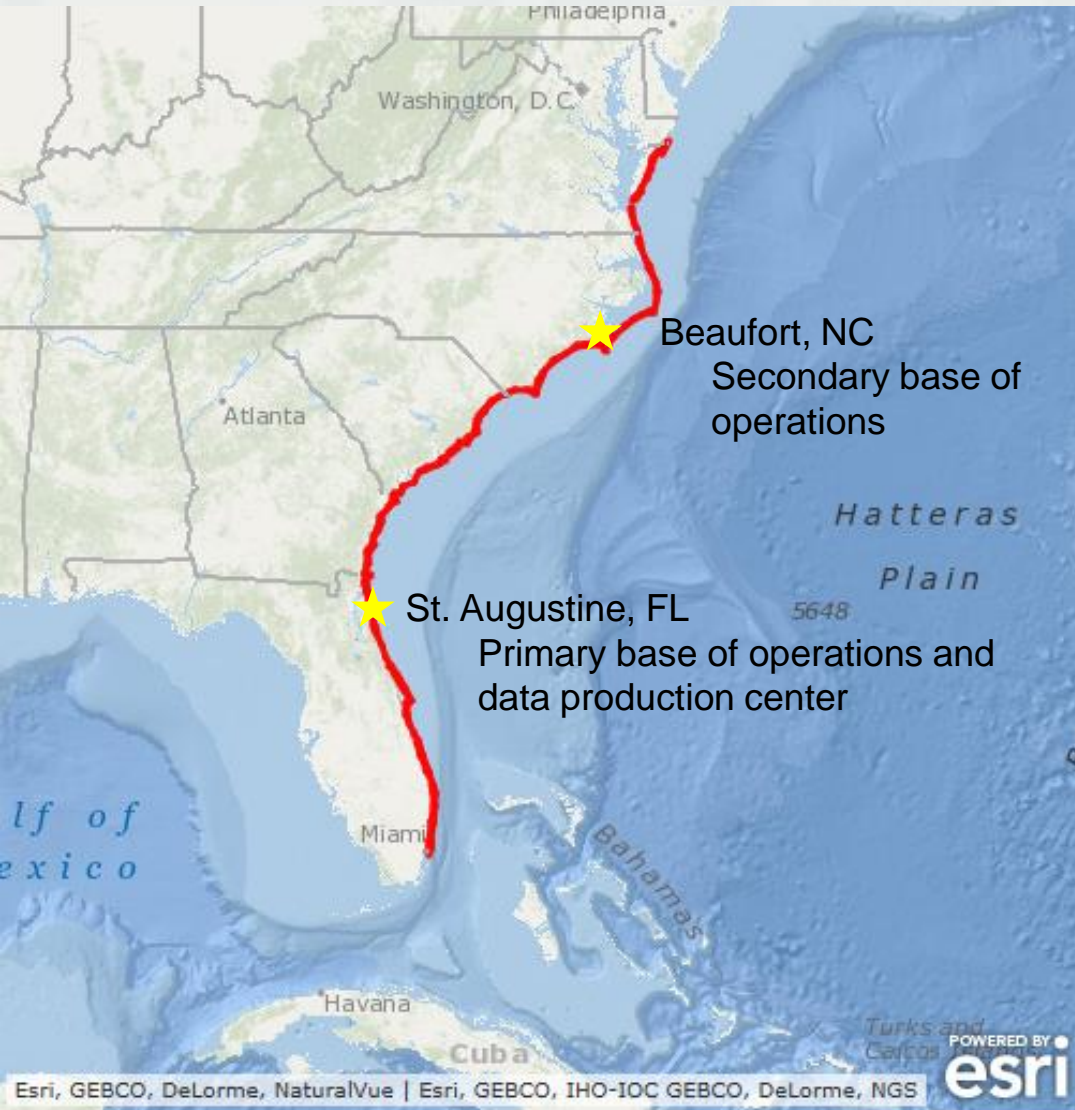 Philadelphia
Washington, D.C.
Beaufort, NC
Secondary base of
operations
Atlanta
Hatteras
Plain
5648
St. Augustine, FL
Primary base of operations and
data production center
lf of
exico
Miami
Bahamas
Havana
Cuba
Turks and
Caicos
POWERED BY
esri
Esri, GEBCO, DeLorme, NaturalVue | Esri, GEBCO, IHO-IOC GEBCO, DeLorme, NGS